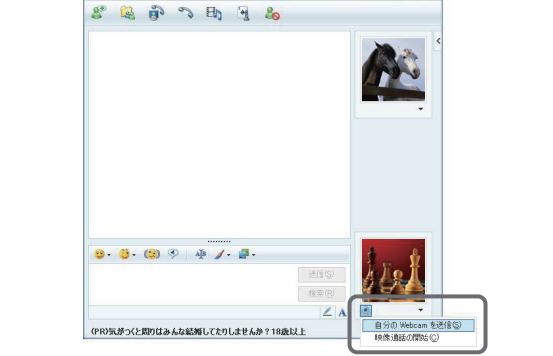 送信(S)
検索(R)
A
自分の Webcam を送信(S)
映像通話の開始(C)
(PR)気がつくと周りはみんな結婚してたりしませんか？18歳以上